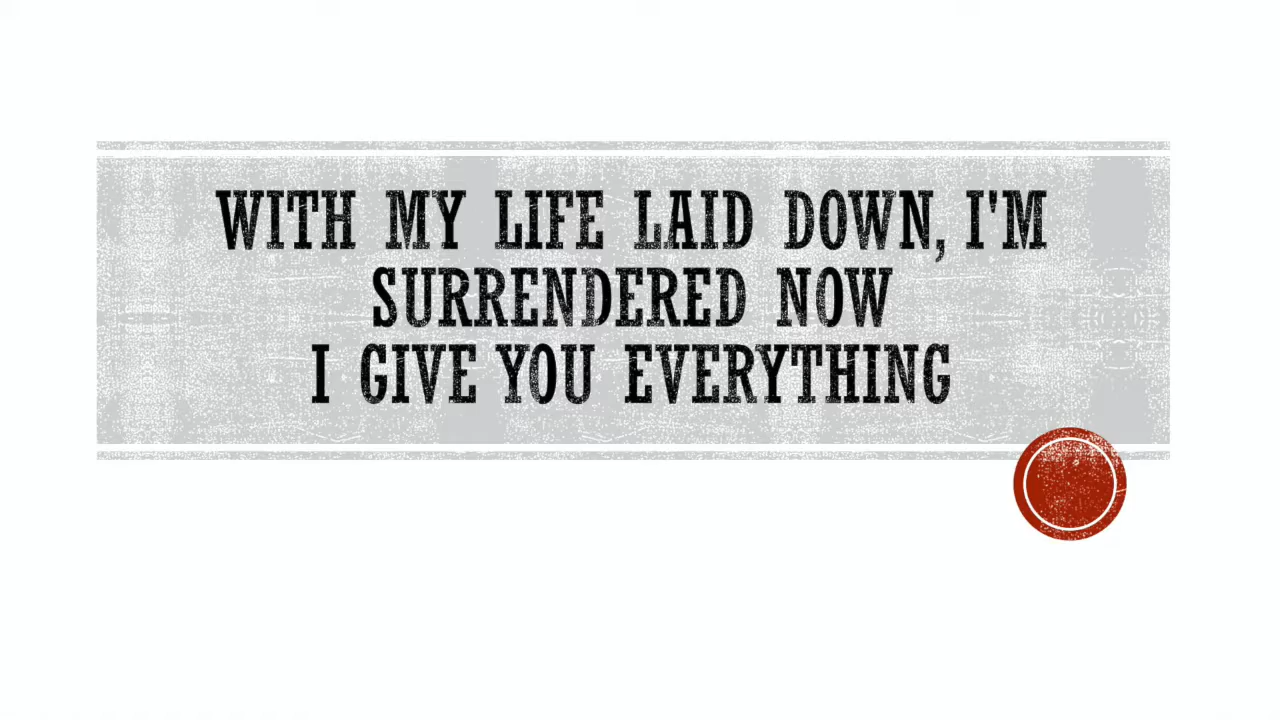 WITH MY LIFE LAID DOWN, I'M
SURRENDERED NOW
I GIVE YOU EVERYTHING